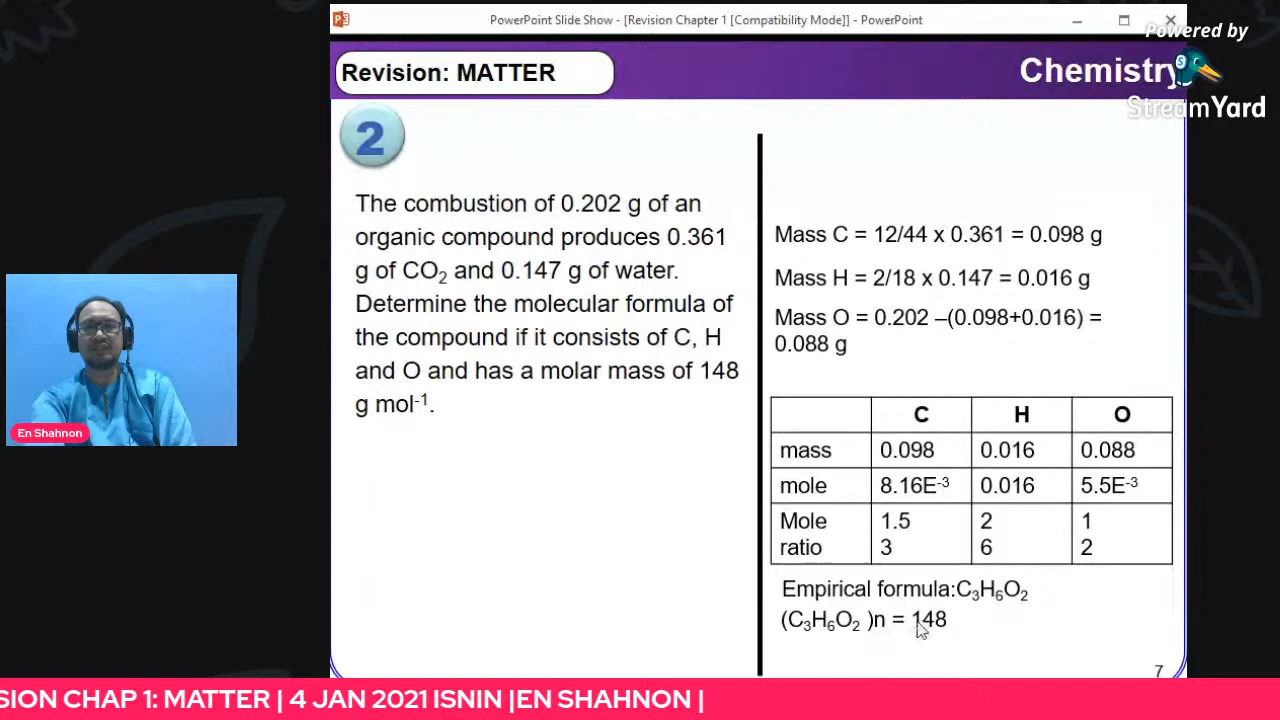 PowerPoint Slide Show - [Revision Chapter 1 [Compatibility Mode]] - PowerPoint
Powered by
StreamYard
Revision: MATTER
Chemistry
2
The combustion of 0.202 g of an
organic compound produces 0.361
g of CO₂ and 0.147 g of water.
Determine the molecular formula of
the compound if it consists of C, H
and O and has a molar mass of 148
g mol⁻¹.
Mass C = 12/44 x 0.361 = 0.098 g
Mass H = 2/18 x 0.147 = 0.016 g
Mass O = 0.202 –(0.098+0.016) =
0.088 g
C H O
mass 0.098 0.016 0.088
mole 8.16E⁻³ 0.016 5.5E⁻³
Mole 1.5 2 1
ratio 3 6 2
Empirical formula:C₃H₆O₂
(C₃H₆O₂ )n = 148
7
En Shahnon
SION CHAP 1: MATTER | 4 JAN 2021 ISNIN |EN SHAHNON |